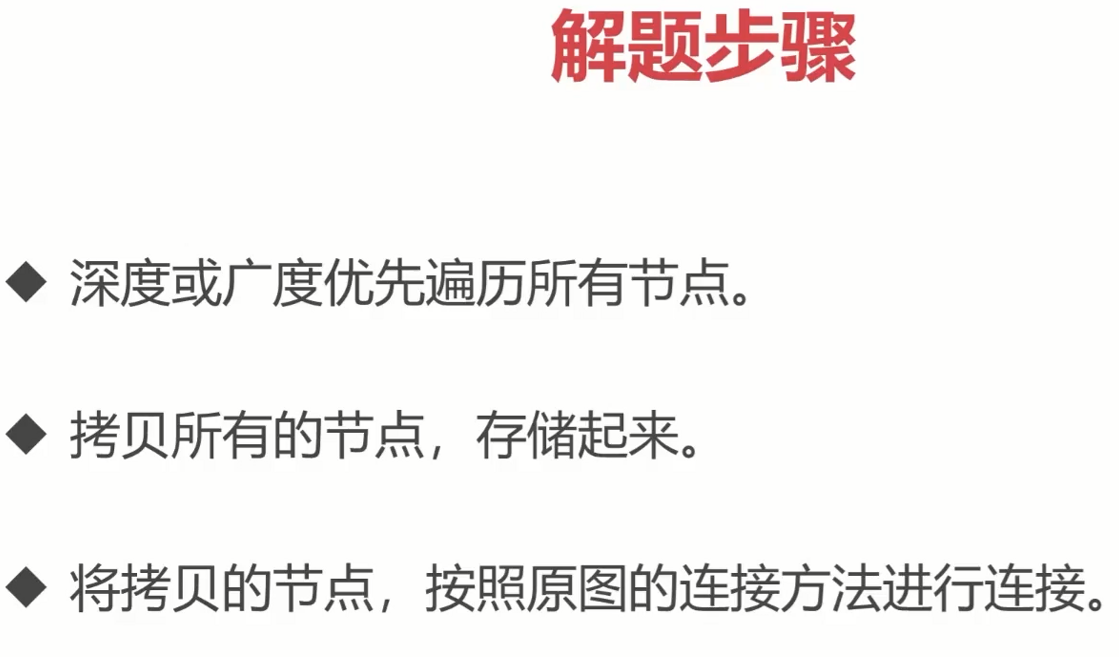 解题步骤
◆ 深度或广度优先遍历所有节点。
◆ 拷贝所有的节点，存储起来。
◆ 将拷贝的节点，按照原图的连接方法进行连接。